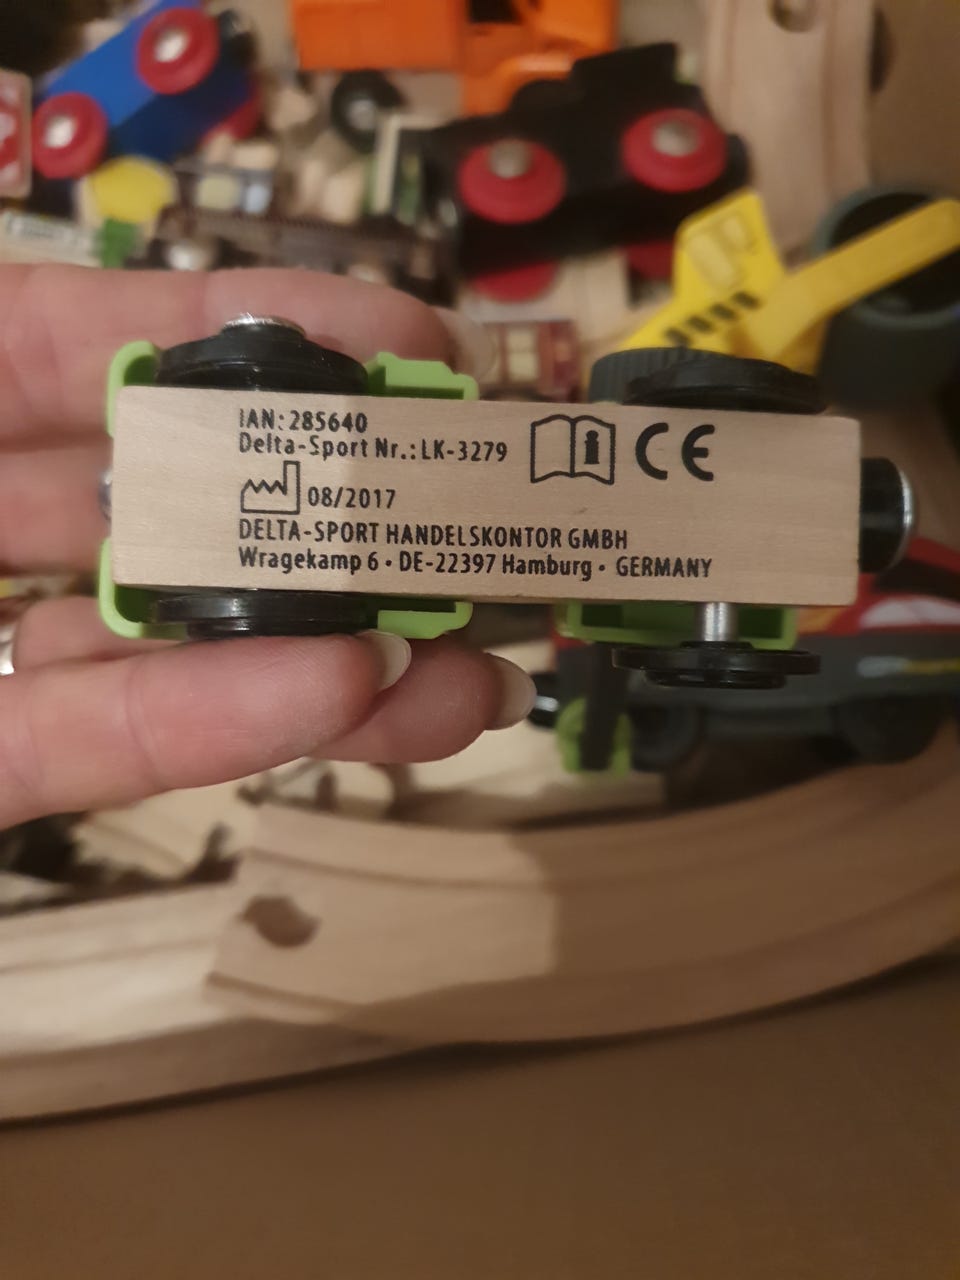 IAN: 285640
Delta-Sport Nr.: LK-3279
08/2017
DELTA-SPORT HANDELSKONTOR GMBH
Wragekamp 6 • DE-22397 Hamburg • GERMANY
i
CE